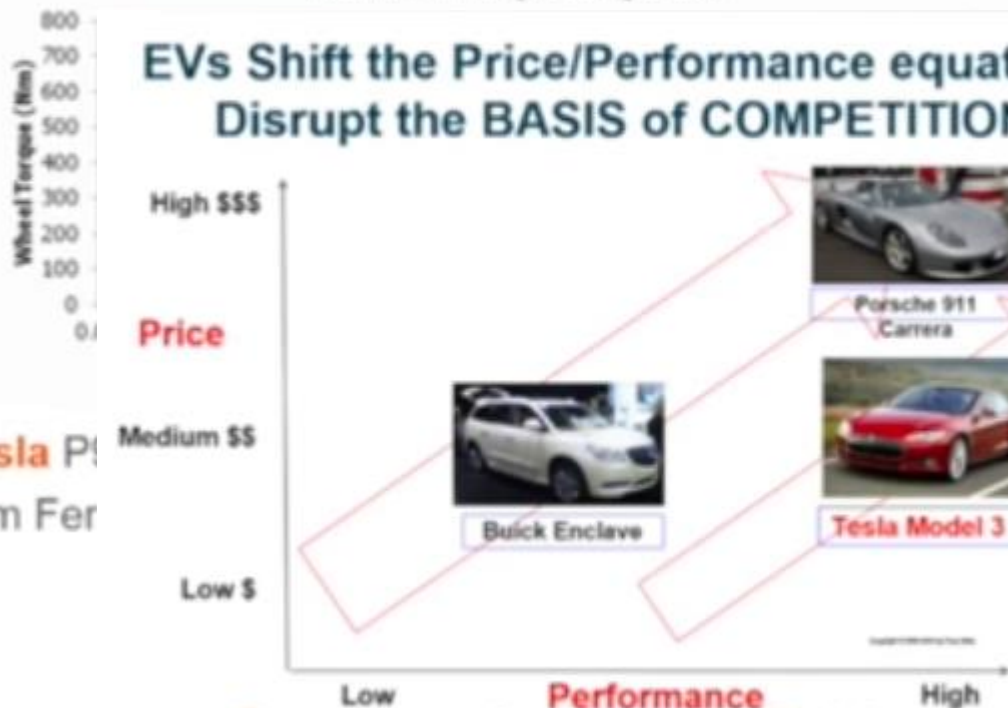 800
700
600
500
400
300
200
100
0
Wheel Torque (Nm)
sla
m Fer
EVs Shift the Price/Performance equat
Disrupt the BASIS of COMPETITIO
High $$$
Price
Medium $$
Low $
Porsche 911
Carrera
Buick Enclave
Tesla Model 3
Low
Performance
High